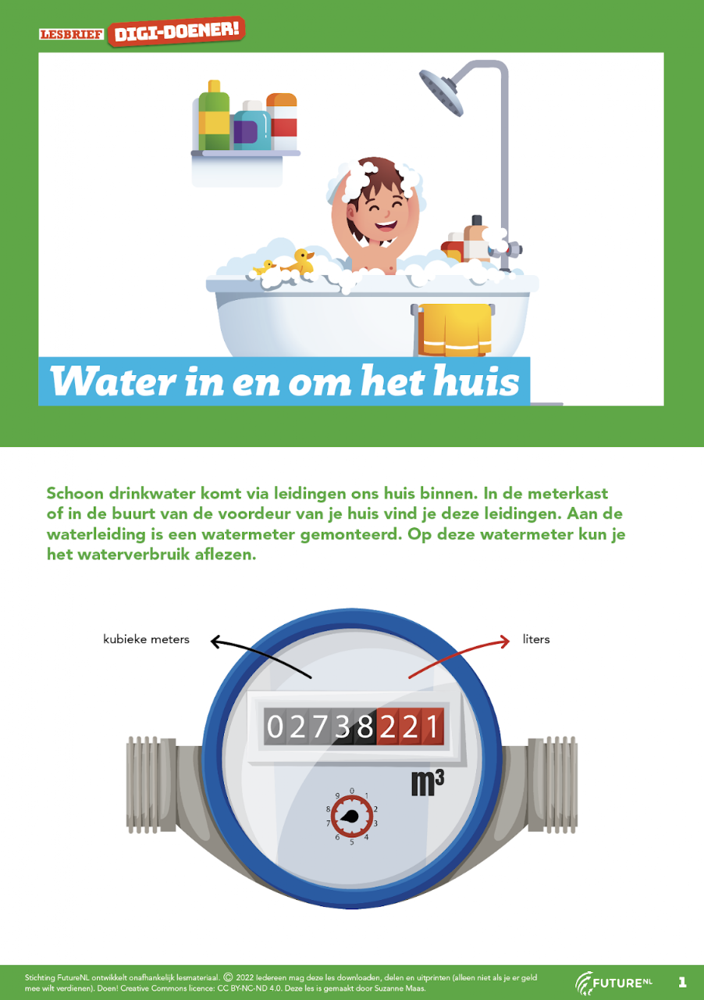 LESBRIEF DIGI-DOENER!
Water in en om het huis
Schoon drinkwater komt via leidingen ons huis binnen. In de meterkast
of in de buurt van de voordeur van je huis vind je deze leidingen. Aan de
waterleiding is een watermeter gemonteerd. Op deze watermeter kun je
het waterverbruik aflezen.
kubieke meters
liters
02738221
m³
0
9 1
8 2
7 3
6 4
5
Stichting FutureNL ontwikkelt onafhankelijk lesmateriaal. © 2022 Iedereen mag deze les downloaden, delen en uitprinten (alleen niet als je er geld
mee wilt verdienen). Doen! Creative Commons licence: CC BY-NC-ND 4.0. Deze les is gemaakt door Suzanne Maas.
FUTURENL
1